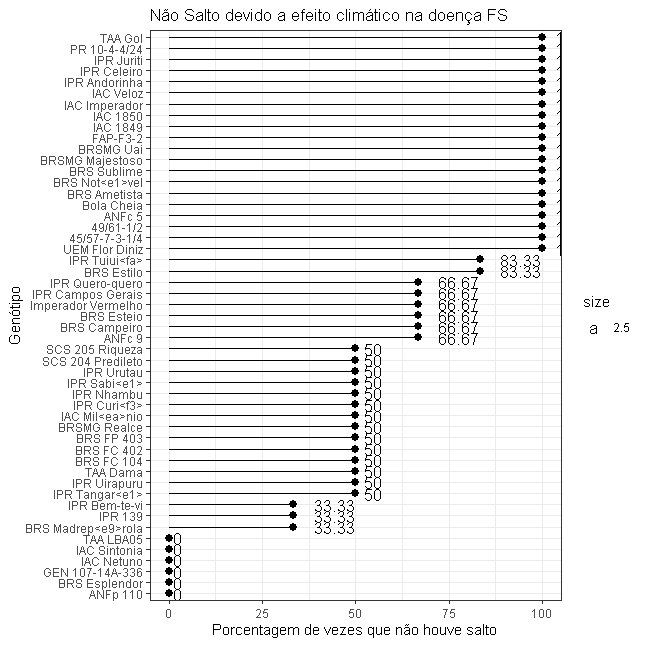 Não Salto devido a efeito climático na doença FS
TAA Gol
PR 10-4-4/24
IPR Juriti
IPR Celeiro
IPR Andorinha
IAC Veloz
IAC Imperador
IAC 1850
IAC 1849
FAP-F3-2
BRSMG Uai
BRSMG Majestoso
BRS Sublime
BRS Not<e1>vel
BRS Ametista
Bola Cheia
ANFc 5
49/61-1/2
45/57-7-3-1/4
UEM Flor Diniz
IPR Tuiui<fa> 83.33
BRS Estilo 83.33
IPR Quero-quero 66.67
IPR Campos Gerais 66.67
Imperador Vermelho 66.67
BRS Esteio 66.67
BRS Campeiro 66.67
ANFc 9 66.67
SCS 205 Riqueza 50
SCS 204 Predileto 50
IPR Urutau 50
IPR Sabi<e1> 50
IPR Nhambu 50
IPR Curi<f3> 50
IAC Mil<ea>nio 50
BRSMG Realce 50
BRS FP 403 50
BRS FC 402 50
BRS FC 104 50
TAA Dama 50
IPR Uirapuru 50
IPR Tangar<e1> 50
IPR Bem-te-vi 33.33
IPR 139 33.33
BRS Madrep<e9>rola 33.33
TAA LBA05 0
IAC Sintonia 0
IAC Netuno 0
GEN 107-14A-336 0
BRS Esplendor 0
ANFp 110 0
Genótipo
0 25 50 75 100
Porcentagem de vezes que não houve salto
size
a 2.5